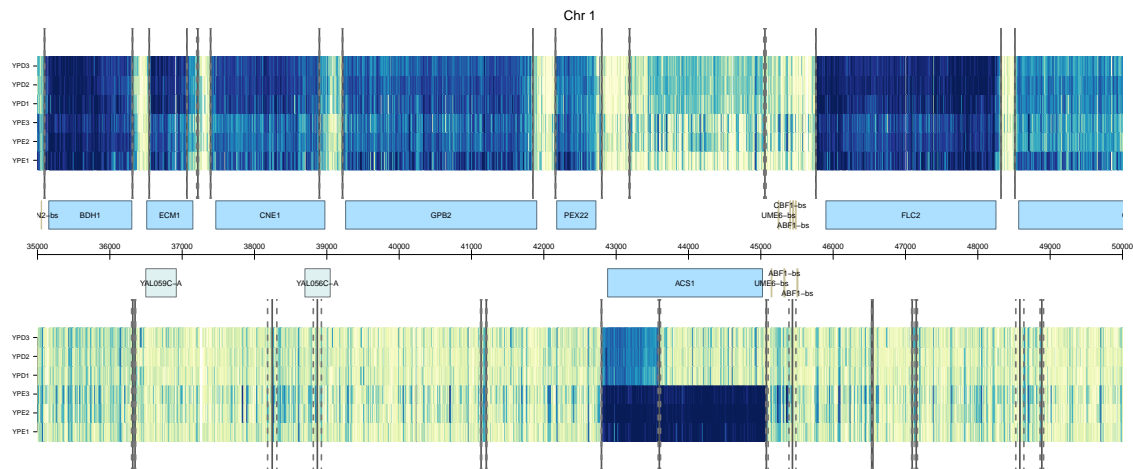 Chr 1
YPD3
YPD2
YPD1
YPE3
YPE2
YPE1
CBF1−bs
N2−bs BDH1 ECM1 CNE1 GPB2 PEX22 UME6−bs FLC2
ABF1−bs
35000 36000 37000 38000 39000 40000 41000 42000 43000 44000 45000 46000 47000 48000 49000 50000
ABF1−bs
YAL059C−A YAL056C−A ACS1 UME6−bs
ABF1−bs
YPD3
YPD2
YPD1
YPE3
YPE2
YPE1